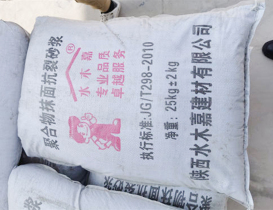 聚合物抹面抗裂砂浆
水木嘉®
专业品质
卓越服务
执行标准:JG/T298-2010
净重: 25kg±2kg
陕西水木嘉建材有限公司